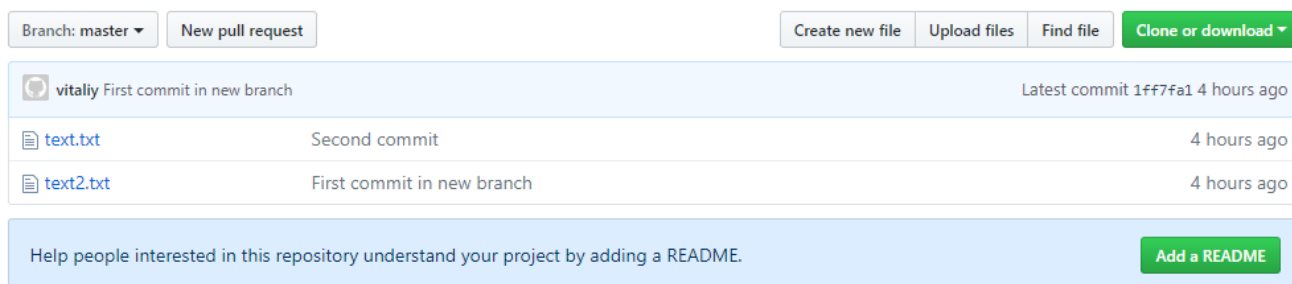 Branch: master New pull request Create new file Upload files Find file Clone or download
vitaliy First commit in new branch Latest commit 1ff7fa1 4 hours ago
text.txt Second commit 4 hours ago
text2.txt First commit in new branch 4 hours ago
Help people interested in this repository understand your project by adding a README. Add a README